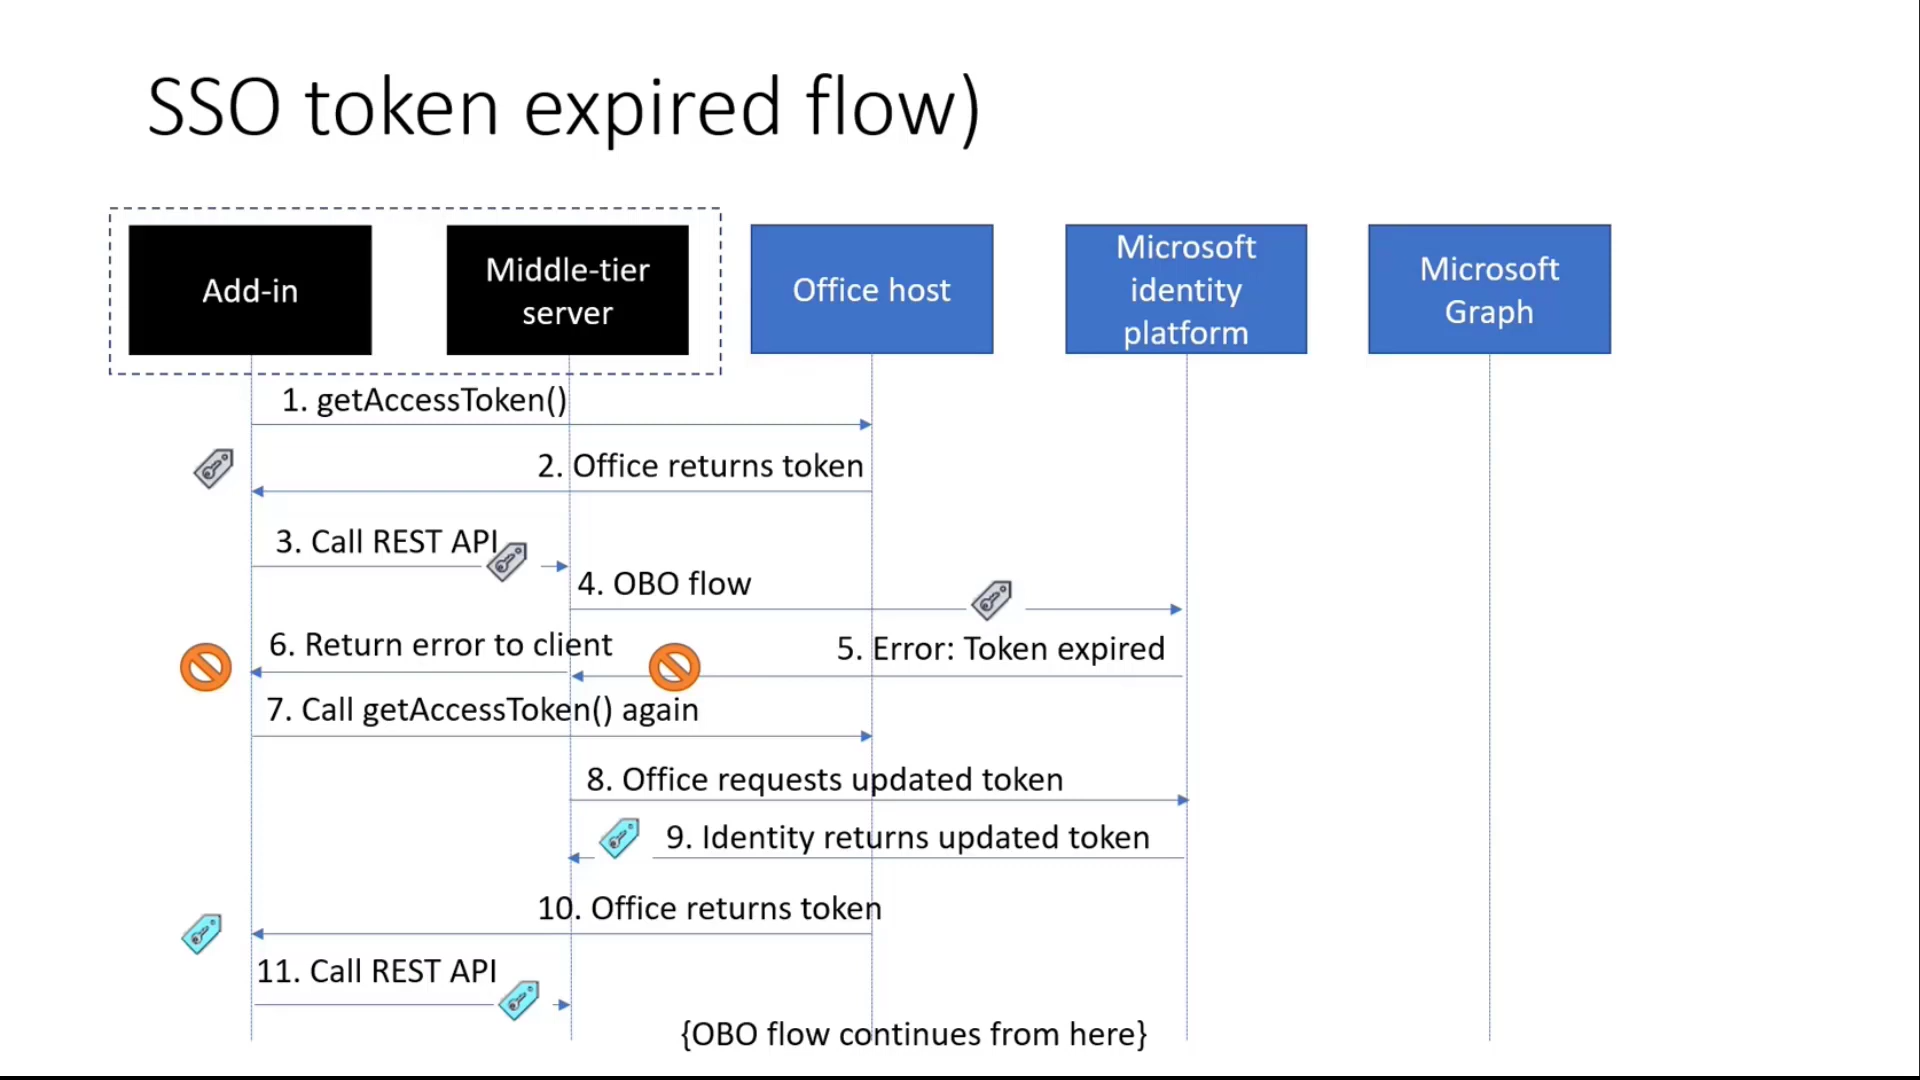 SSO token expired flow)
Add-in
Middle-tier
server
Office host
Microsoft
identity
platform
Microsoft
Graph
1. getAccessToken()
2. Office returns token
3. Call REST API
4. OBO flow
5. Error: Token expired
6. Return error to client
7. Call getAccessToken() again
8. Office requests updated token
9. Identity returns updated token
10. Office returns token
11. Call REST API
{OBO flow continues from here}